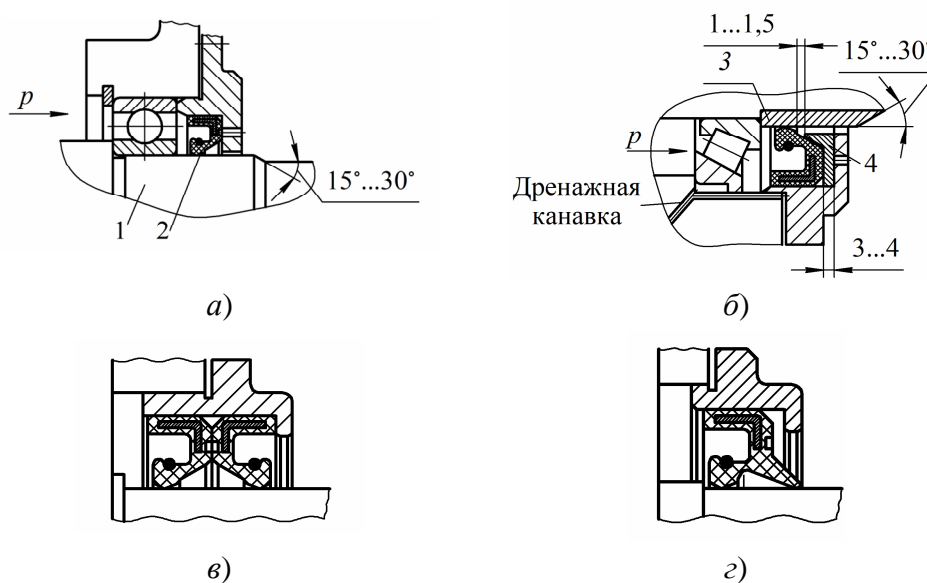 p
1
2
15˚...30˚
а)
1...1,5
3
15˚...30˚
p
4
Дренажная
канавка
3...4
б)
в)
г)